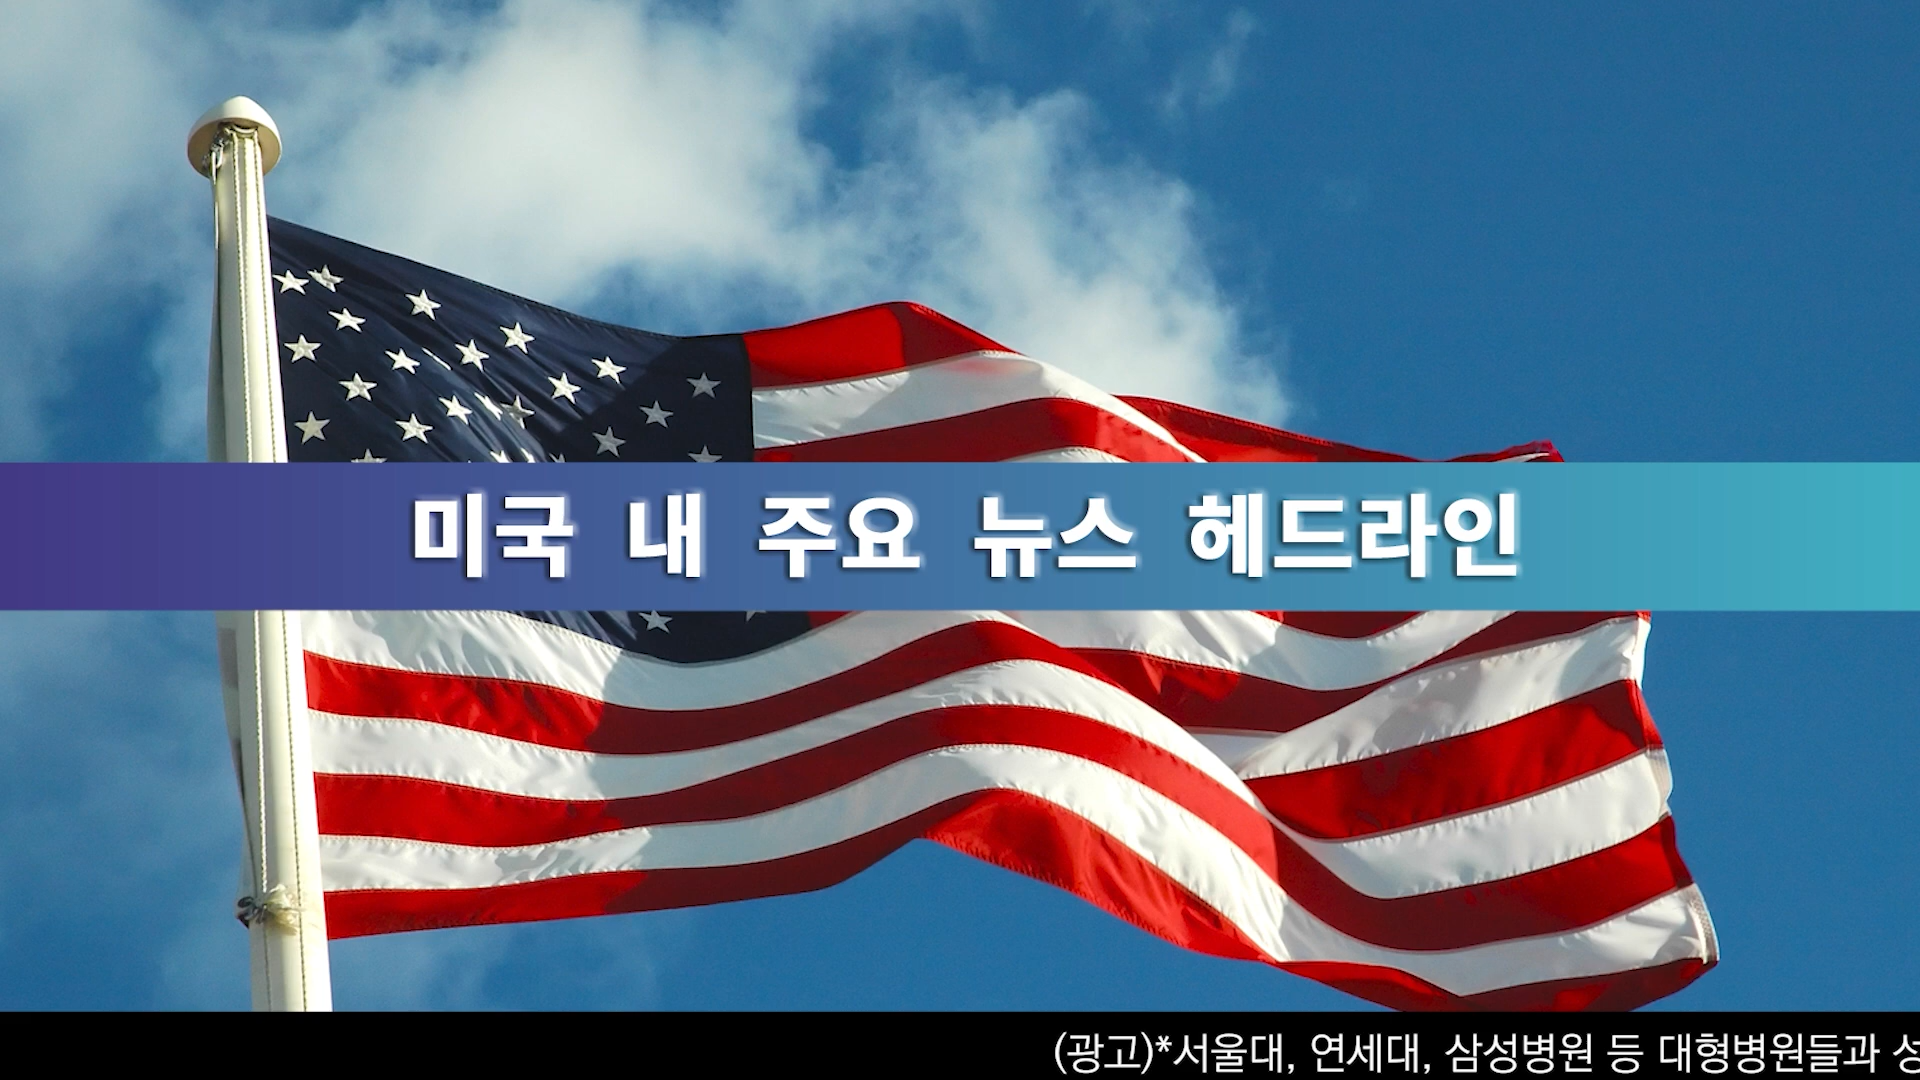 미국 내 주요 뉴스 헤드라인
(광고)*서울대, 연세대, 삼성병원 등 대형병원들과